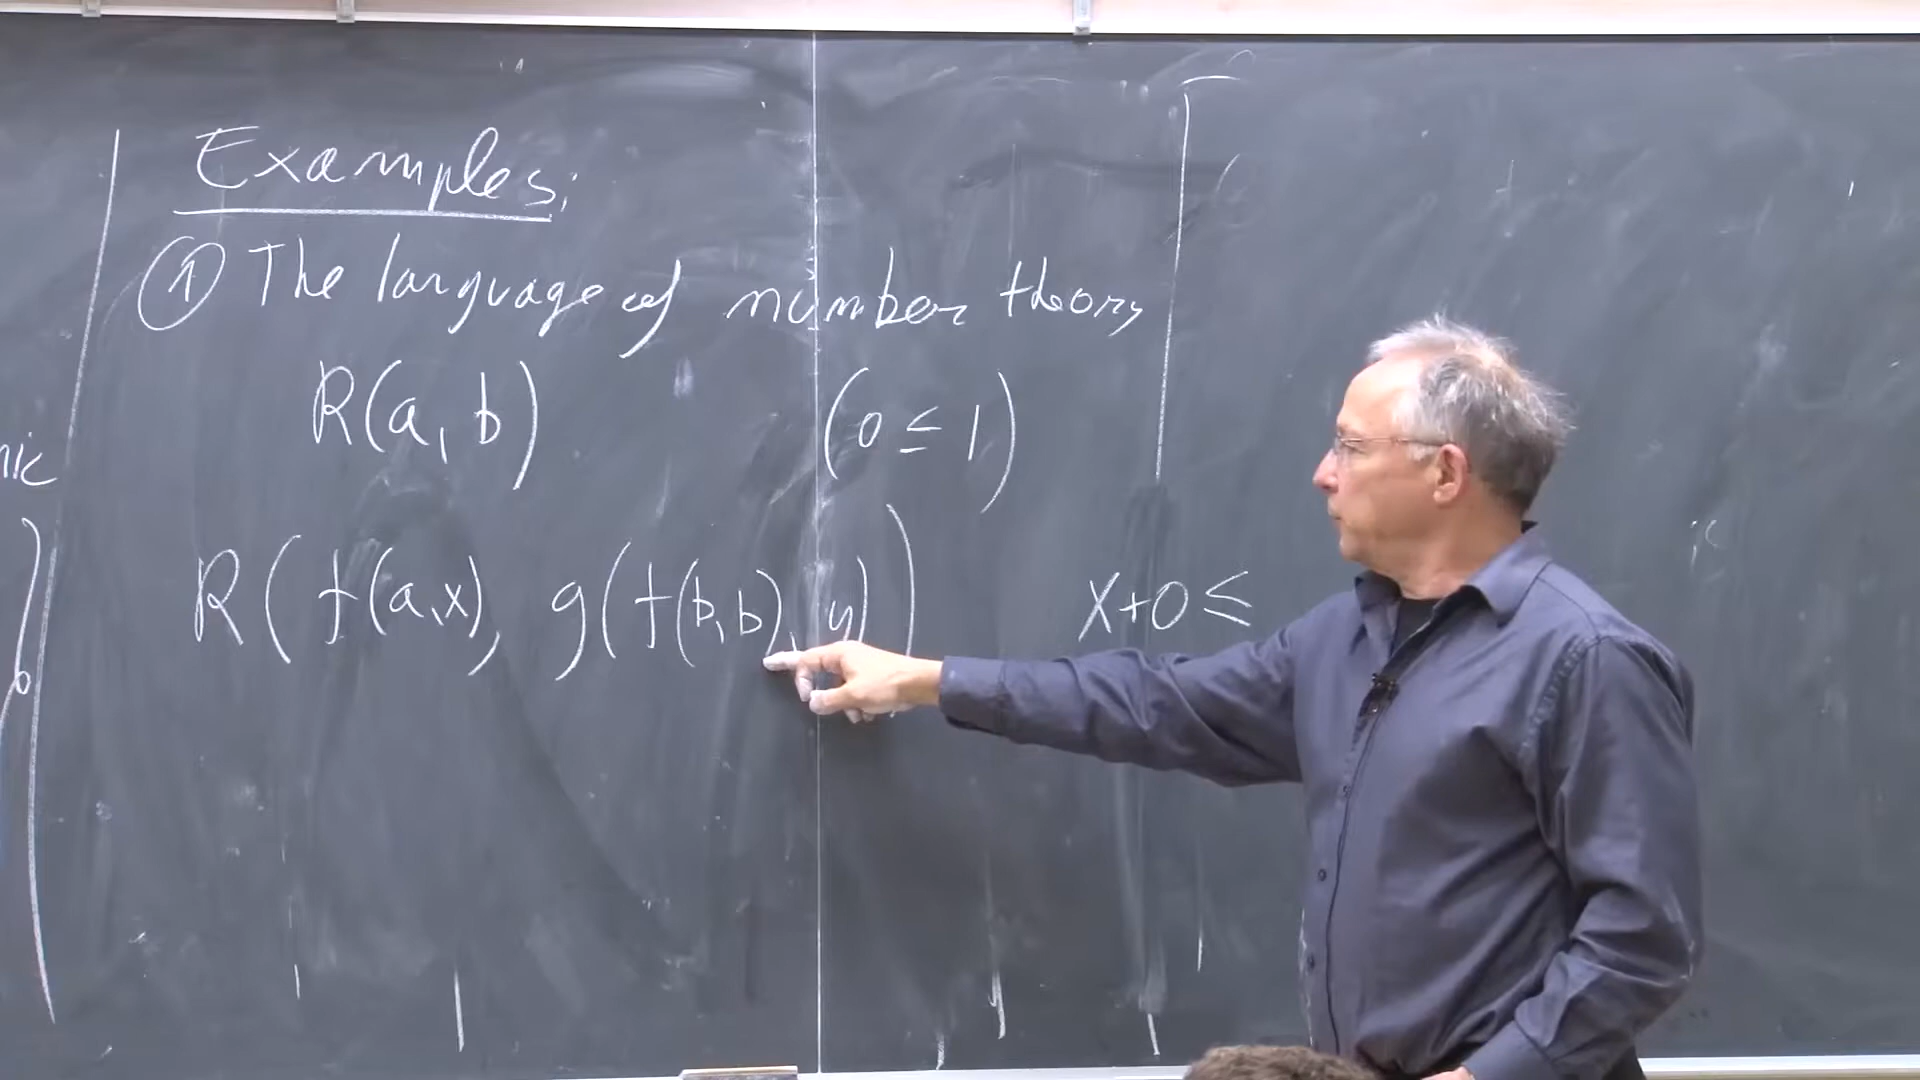 Examples:
① The language of number theory
R(a, b) (0 ≤ 1)
R(f(a,x), g(f(b,b), y)) x+0 ≤